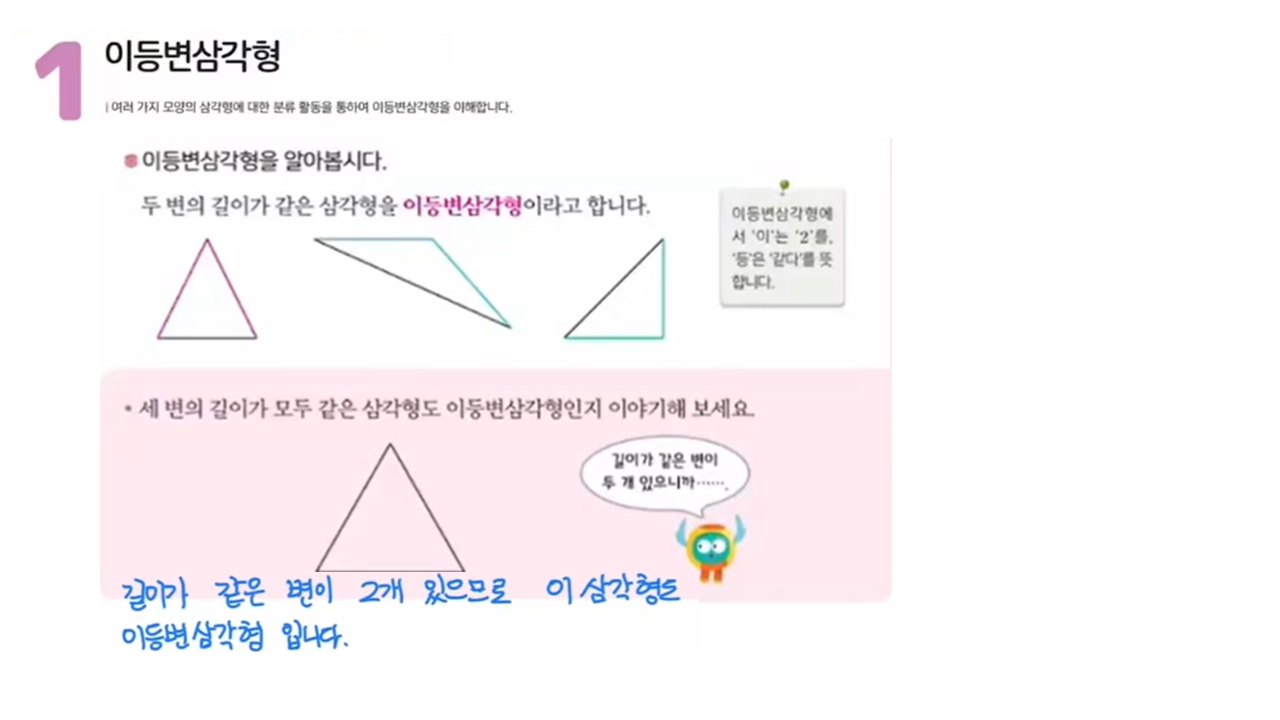 1
이등변삼각형
| 여러 가지 모양의 삼각형에 대한 분류 활동을 통하여 이등변삼각형을 이해합니다.
이등변삼각형을 알아봅시다.
두 변의 길이가 같은 삼각형을 이등변삼각형이라고 합니다.
이등변삼각형에
서 '이'는 '2'를,
'등'은 '같다'를 뜻
합니다.
• 세 변의 길이가 모두 같은 삼각형도 이등변삼각형인지 이야기해 보세요.
길이가 같은 변이
두 개 있으니까…….
길이가 같은 변이 2개 있으므로 이 삼각형도
이등변삼각형 입니다.